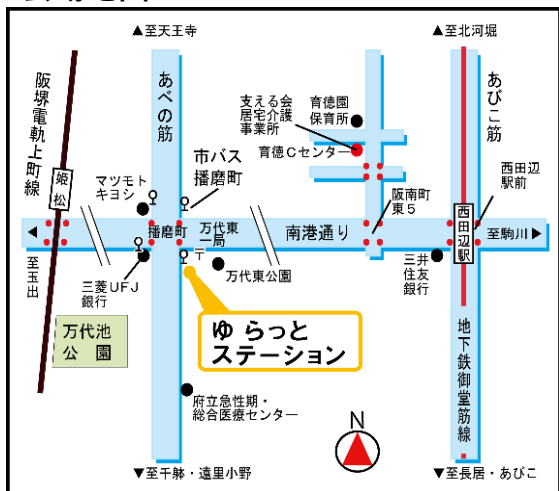 ▲至天王寺
▲至北河堀
阪堺電軌上町線
姫松
あべの筋
あびこ筋
支える会
居宅介護
事業所
育徳園
保育所
育徳Cセンター
市バス
播磨町
マツモト
キヨシ
西田辺
駅前
阪南町
東5
◀
至玉出
播磨町
万代東
一局
〒
南港通り
西田辺駅
至駒川▶
三菱UFJ
銀行
万代東公園
三井
住友
銀行
万代池
公園
ゆらっと
ステーション
地下鉄御堂筋線
府立急性期・
総合医療センター
N
▼至千躰・遠里小野
▼至長居・あびこ